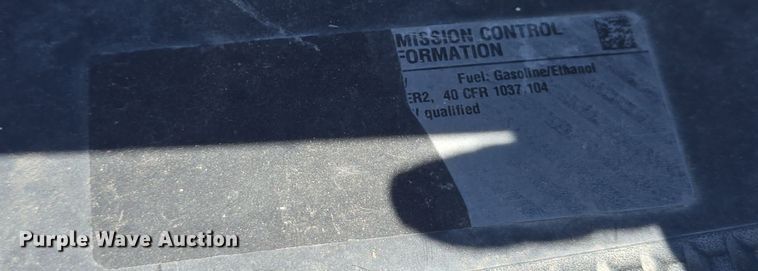 MISSION CONTROL
FORMATION
Fuel: Gasoline/Ethanol
ER2, 40 CFR 1037.104
qualified
Purple Wave Auction